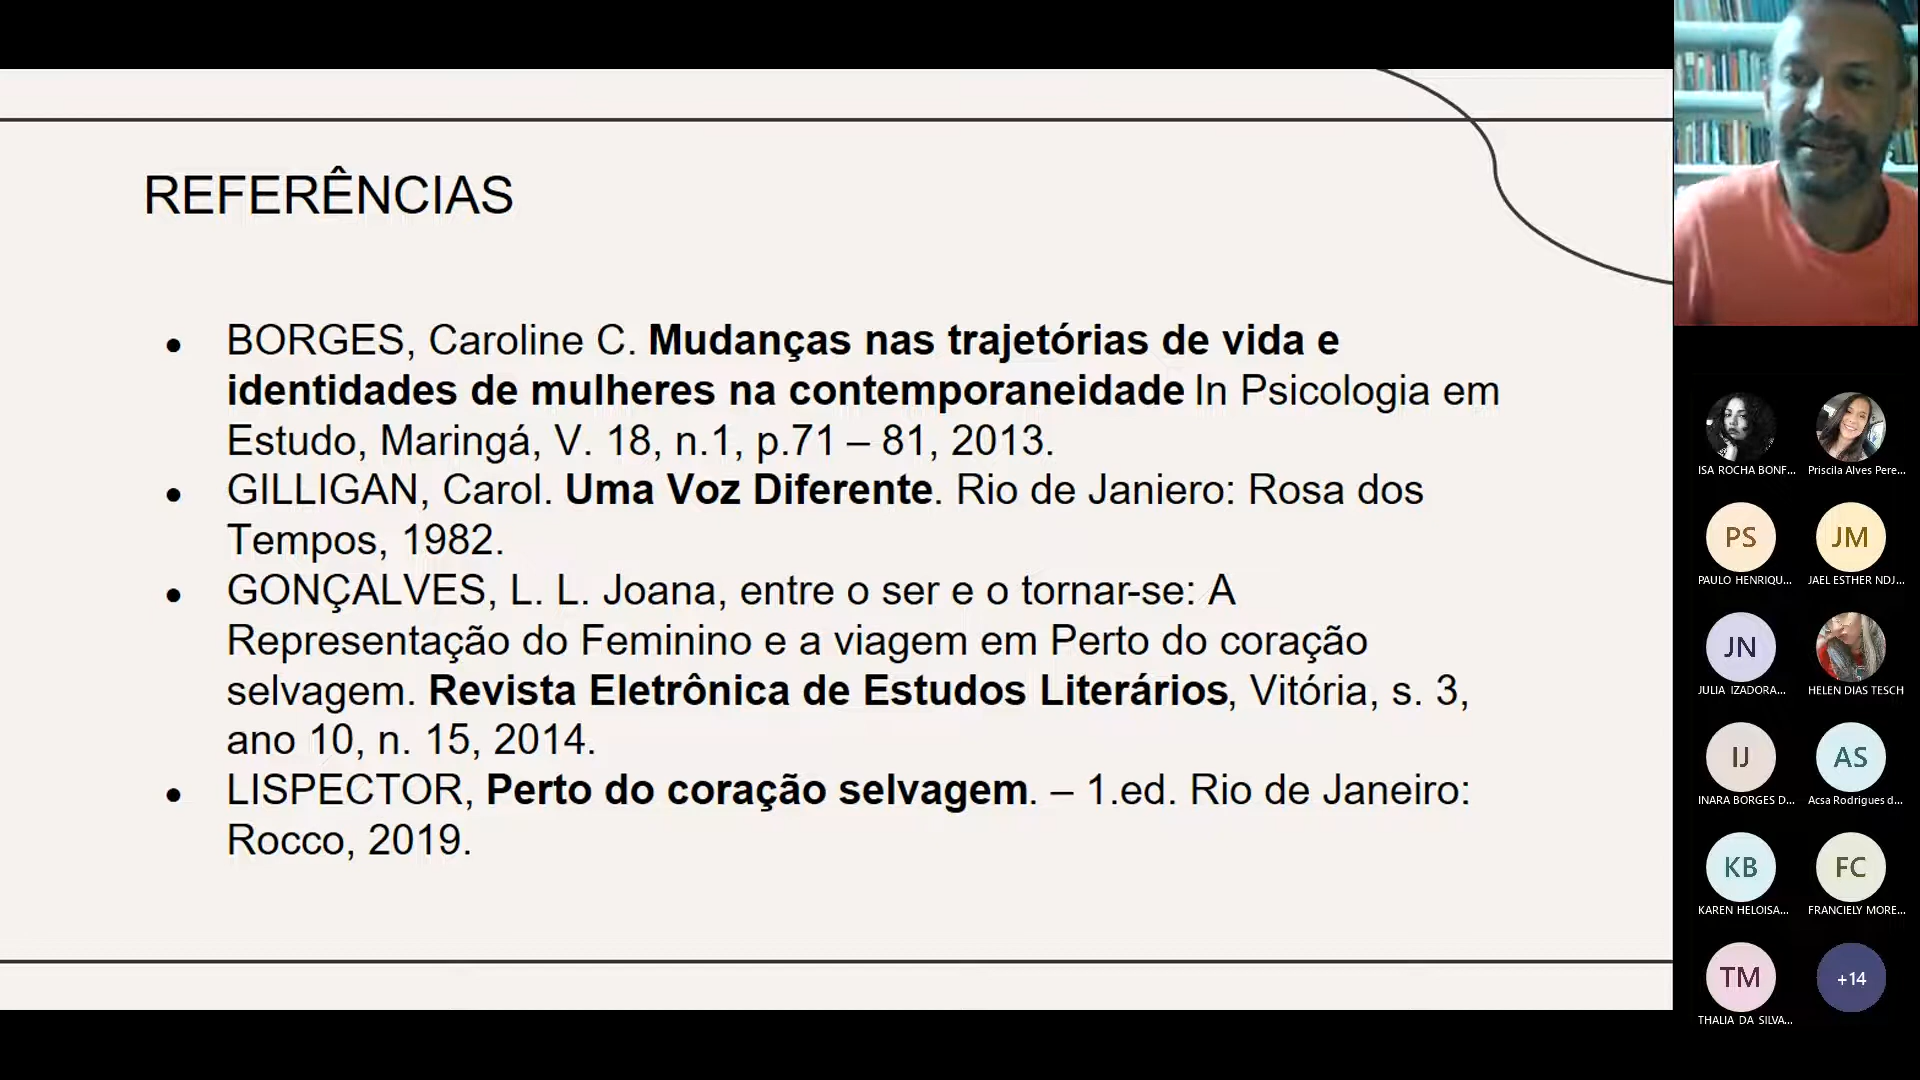 REFERÊNCIAS
● BORGES, Caroline C. Mudanças nas trajetórias de vida e
identidades de mulheres na contemporaneidade In Psicologia em
Estudo, Maringá, V. 18, n.1, p.71 – 81, 2013.
● GILLIGAN, Carol. Uma Voz Diferente. Rio de Janiero: Rosa dos
Tempos, 1982.
● GONÇALVES, L. L. Joana, entre o ser e o tornar-se: A
Representação do Feminino e a viagem em Perto do coração
selvagem. Revista Eletrônica de Estudos Literários, Vitória, s. 3,
ano 10, n. 15, 2014.
● LISPECTOR, Perto do coração selvagem. – 1.ed. Rio de Janeiro:
Rocco, 2019.
ISA ROCHA BONF...
Priscila Alves Pere...
PS
JM
PAULO HENRIQU...
JAEL ESTHER NDJ...
JN
JULIA IZADORA...
HELEN DIAS TESCH
IJ
AS
INARA BORGES D...
Acsa Rodrigues d...
KB
FC
KAREN HELOISA...
FRANCIELY MORE...
TM
+14
THALIA DA SILVA...